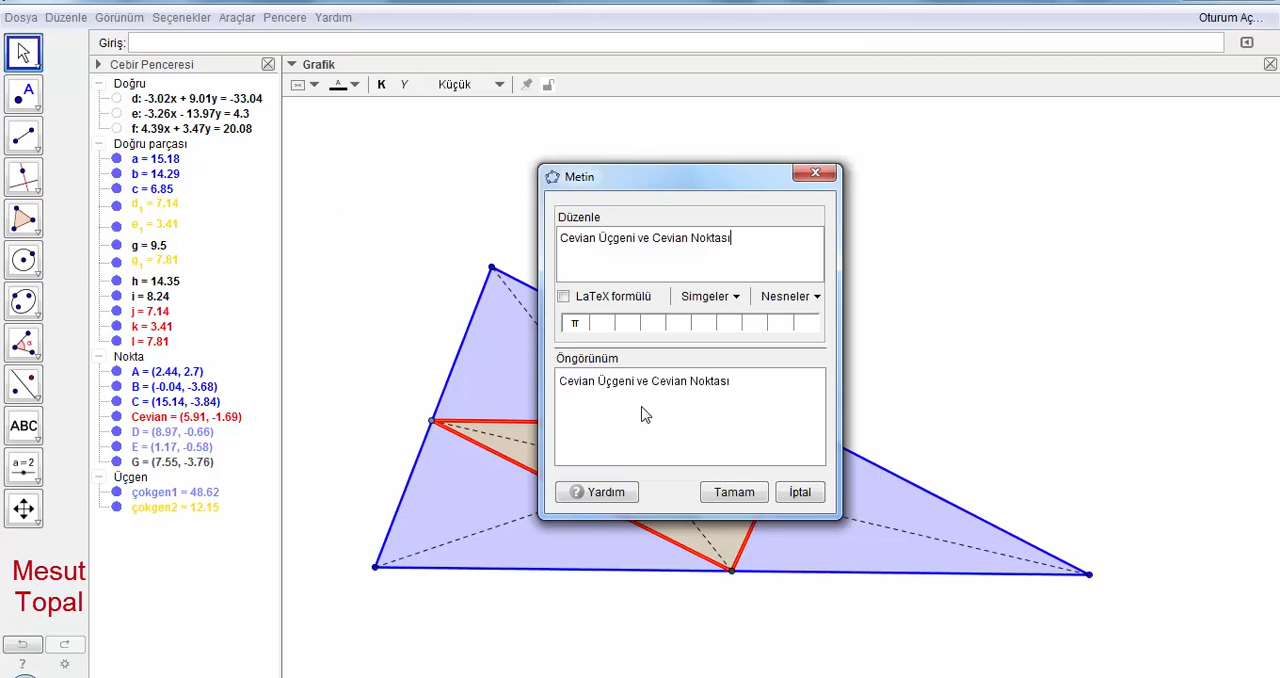 Dosya Düzenle Görünüm Seçenekler Araçlar Pencere Yardım Oturum Aç...
Giriş:
Cebir Penceresi
Grafik
K Y Küçük
Doğru
d: -3.02x + 9.01y = -33.04
e: -3.26x - 13.97y = 4.3
f: 4.39x + 3.47y = 20.08
Doğru parçası
a = 15.18
b = 14.29
c = 6.85
d1 = 7.14
e1 = 3.41
g = 9.5
g1 = 7.81
h = 14.35
i = 8.24
j = 7.14
k = 3.41
l = 7.81
Nokta
A = (2.44, 2.7)
B = (-0.04, -3.68)
C = (15.14, -3.84)
Cevian = (5.91, -1.69)
D = (8.97, -0.66)
E = (1.17, -0.58)
G = (7.55, -3.76)
Üçgen
çokgen1 = 48.62
çokgen2 = 12.15
A
α
ABC
a=2
Mesut
Topal
?
Metin
Düzenle
Cevian Üçgeni ve Cevian Noktası
LaTeX formülü Simgeler Nesneler
π
Öngörünüm
Cevian Üçgeni ve Cevian Noktası
? Yardım Tamam İptal